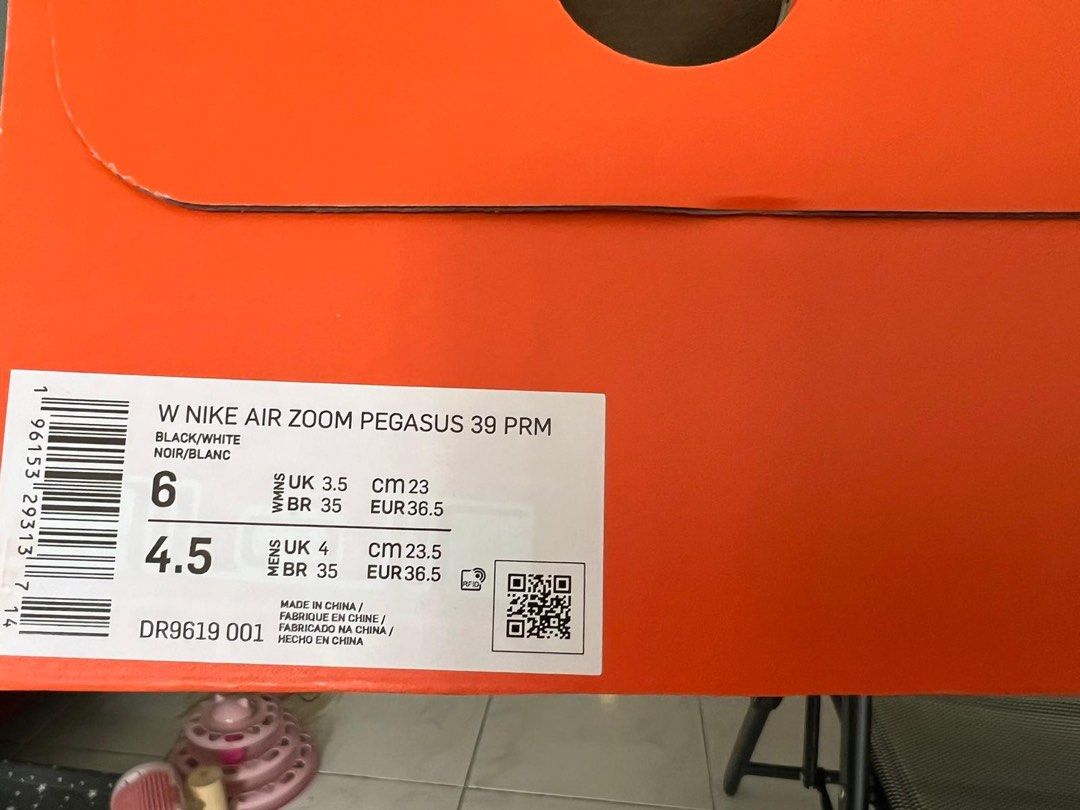 W NIKE AIR ZOOM PEGASUS 39 PRM
BLACK/WHITE
NOIR/BLANC
6
WMNS
UK 3.5 cm 23
BR 35 EUR 36.5
4.5
MENS
UK 4 cm 23.5
BR 35 EUR 36.5
RFID
DR9619 001
MADE IN CHINA /
FABRIQUE EN CHINE /
FABRICADO NA CHINA /
HECHO EN CHINA
1 96153 29313 7 14